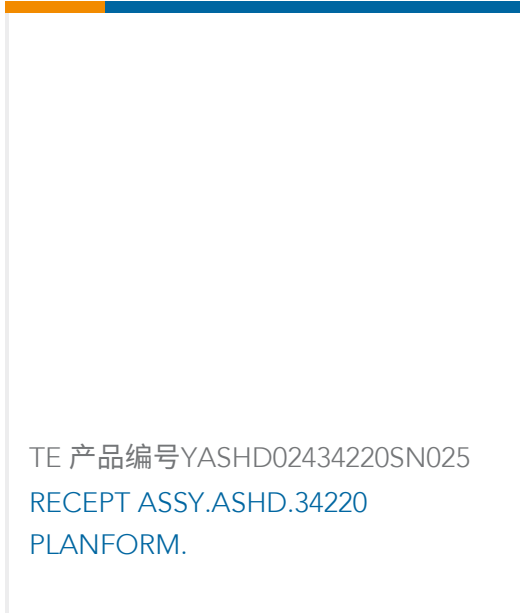 TE 产品编号YASHD02434220SN025
RECEPT ASSY.ASHD.34220
PLANFORM.